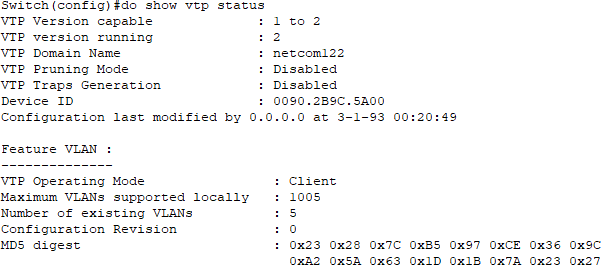 Switch(config)#do show vtp status
VTP Version capable : 1 to 2
VTP version running : 2
VTP Domain Name : netcom122
VTP Pruning Mode : Disabled
VTP Traps Generation : Disabled
Device ID : 0090.2B9C.5A00
Configuration last modified by 0.0.0.0 at 3-1-93 00:20:49
Feature VLAN :
--------------
VTP Operating Mode : Client
Maximum VLANs supported locally : 1005
Number of existing VLANs : 5
Configuration Revision : 0
MD5 digest : 0x23 0x28 0x7C 0xB5 0x97 0xCE 0x36 0x9C
0xA2 0x5A 0x63 0x1D 0x1B 0x7A 0x23 0x27